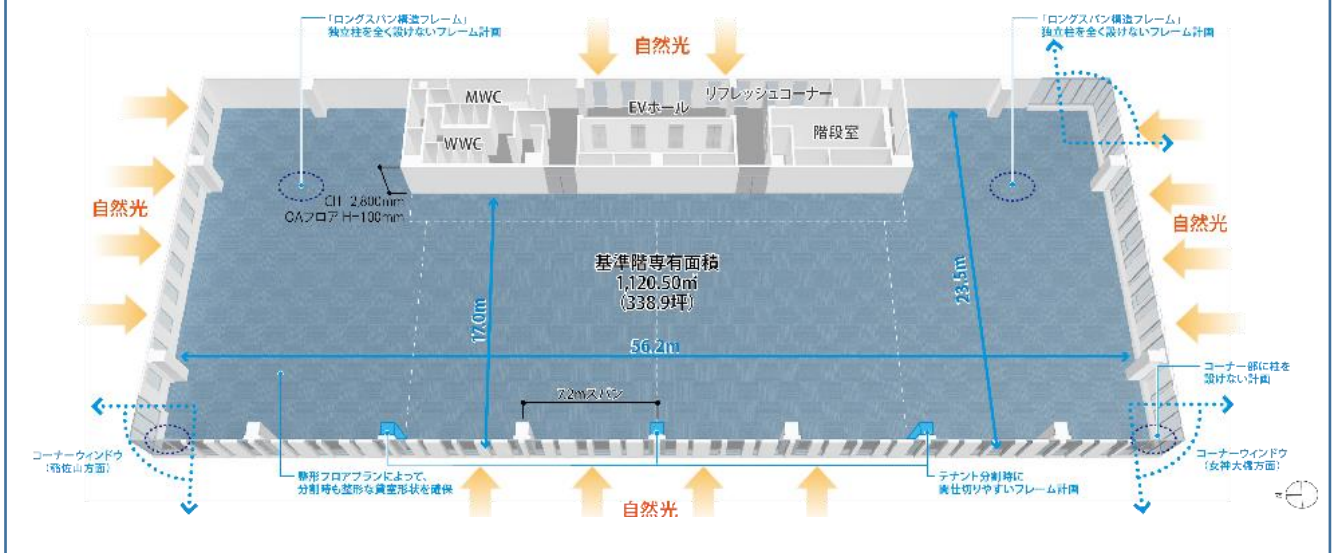 「ロングスパン構造フレーム」
独立柱を全く設けないフレーム計画
「ロングスパン構造フレーム」
独立柱を全く設けないフレーム計画
自然光
MWC
リフレッシュコーナー
EVホール
WWC
階段室
CH=2,800mm
OAフロア H=100mm
自然光
自然光
基準階専有面積
1,120.50㎡
(338.9坪)
17.0m
23.5m
56.2m
7.2mスパン
コーナー部に柱を
設けない計画
コーナーウィンドウ
(稲佐山方面)
整形フロアプランによって、
分割時も整形な貸室形状を確保
テナント分割時に
間仕切りやすいフレーム計画
コーナーウィンドウ
(女神大橋方面)
自然光